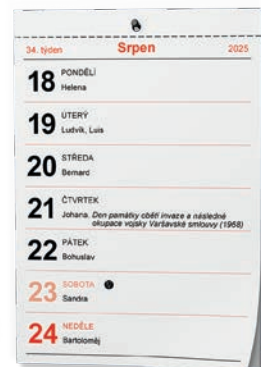 34. týden Srpen 2025
18 PONDĚLÍ
Helena
19 ÚTERÝ
Ludvík, Luis
20 STŘEDA
Bernard
21 ČTVRTEK
Johana. Den památky obětí invaze a následné
okupace vojsky Varšavské smlouvy (1968)
22 PÁTEK
Bohuslav
23 SOBOTA
Sandra
24 NEDĚLE
Bartoloměj